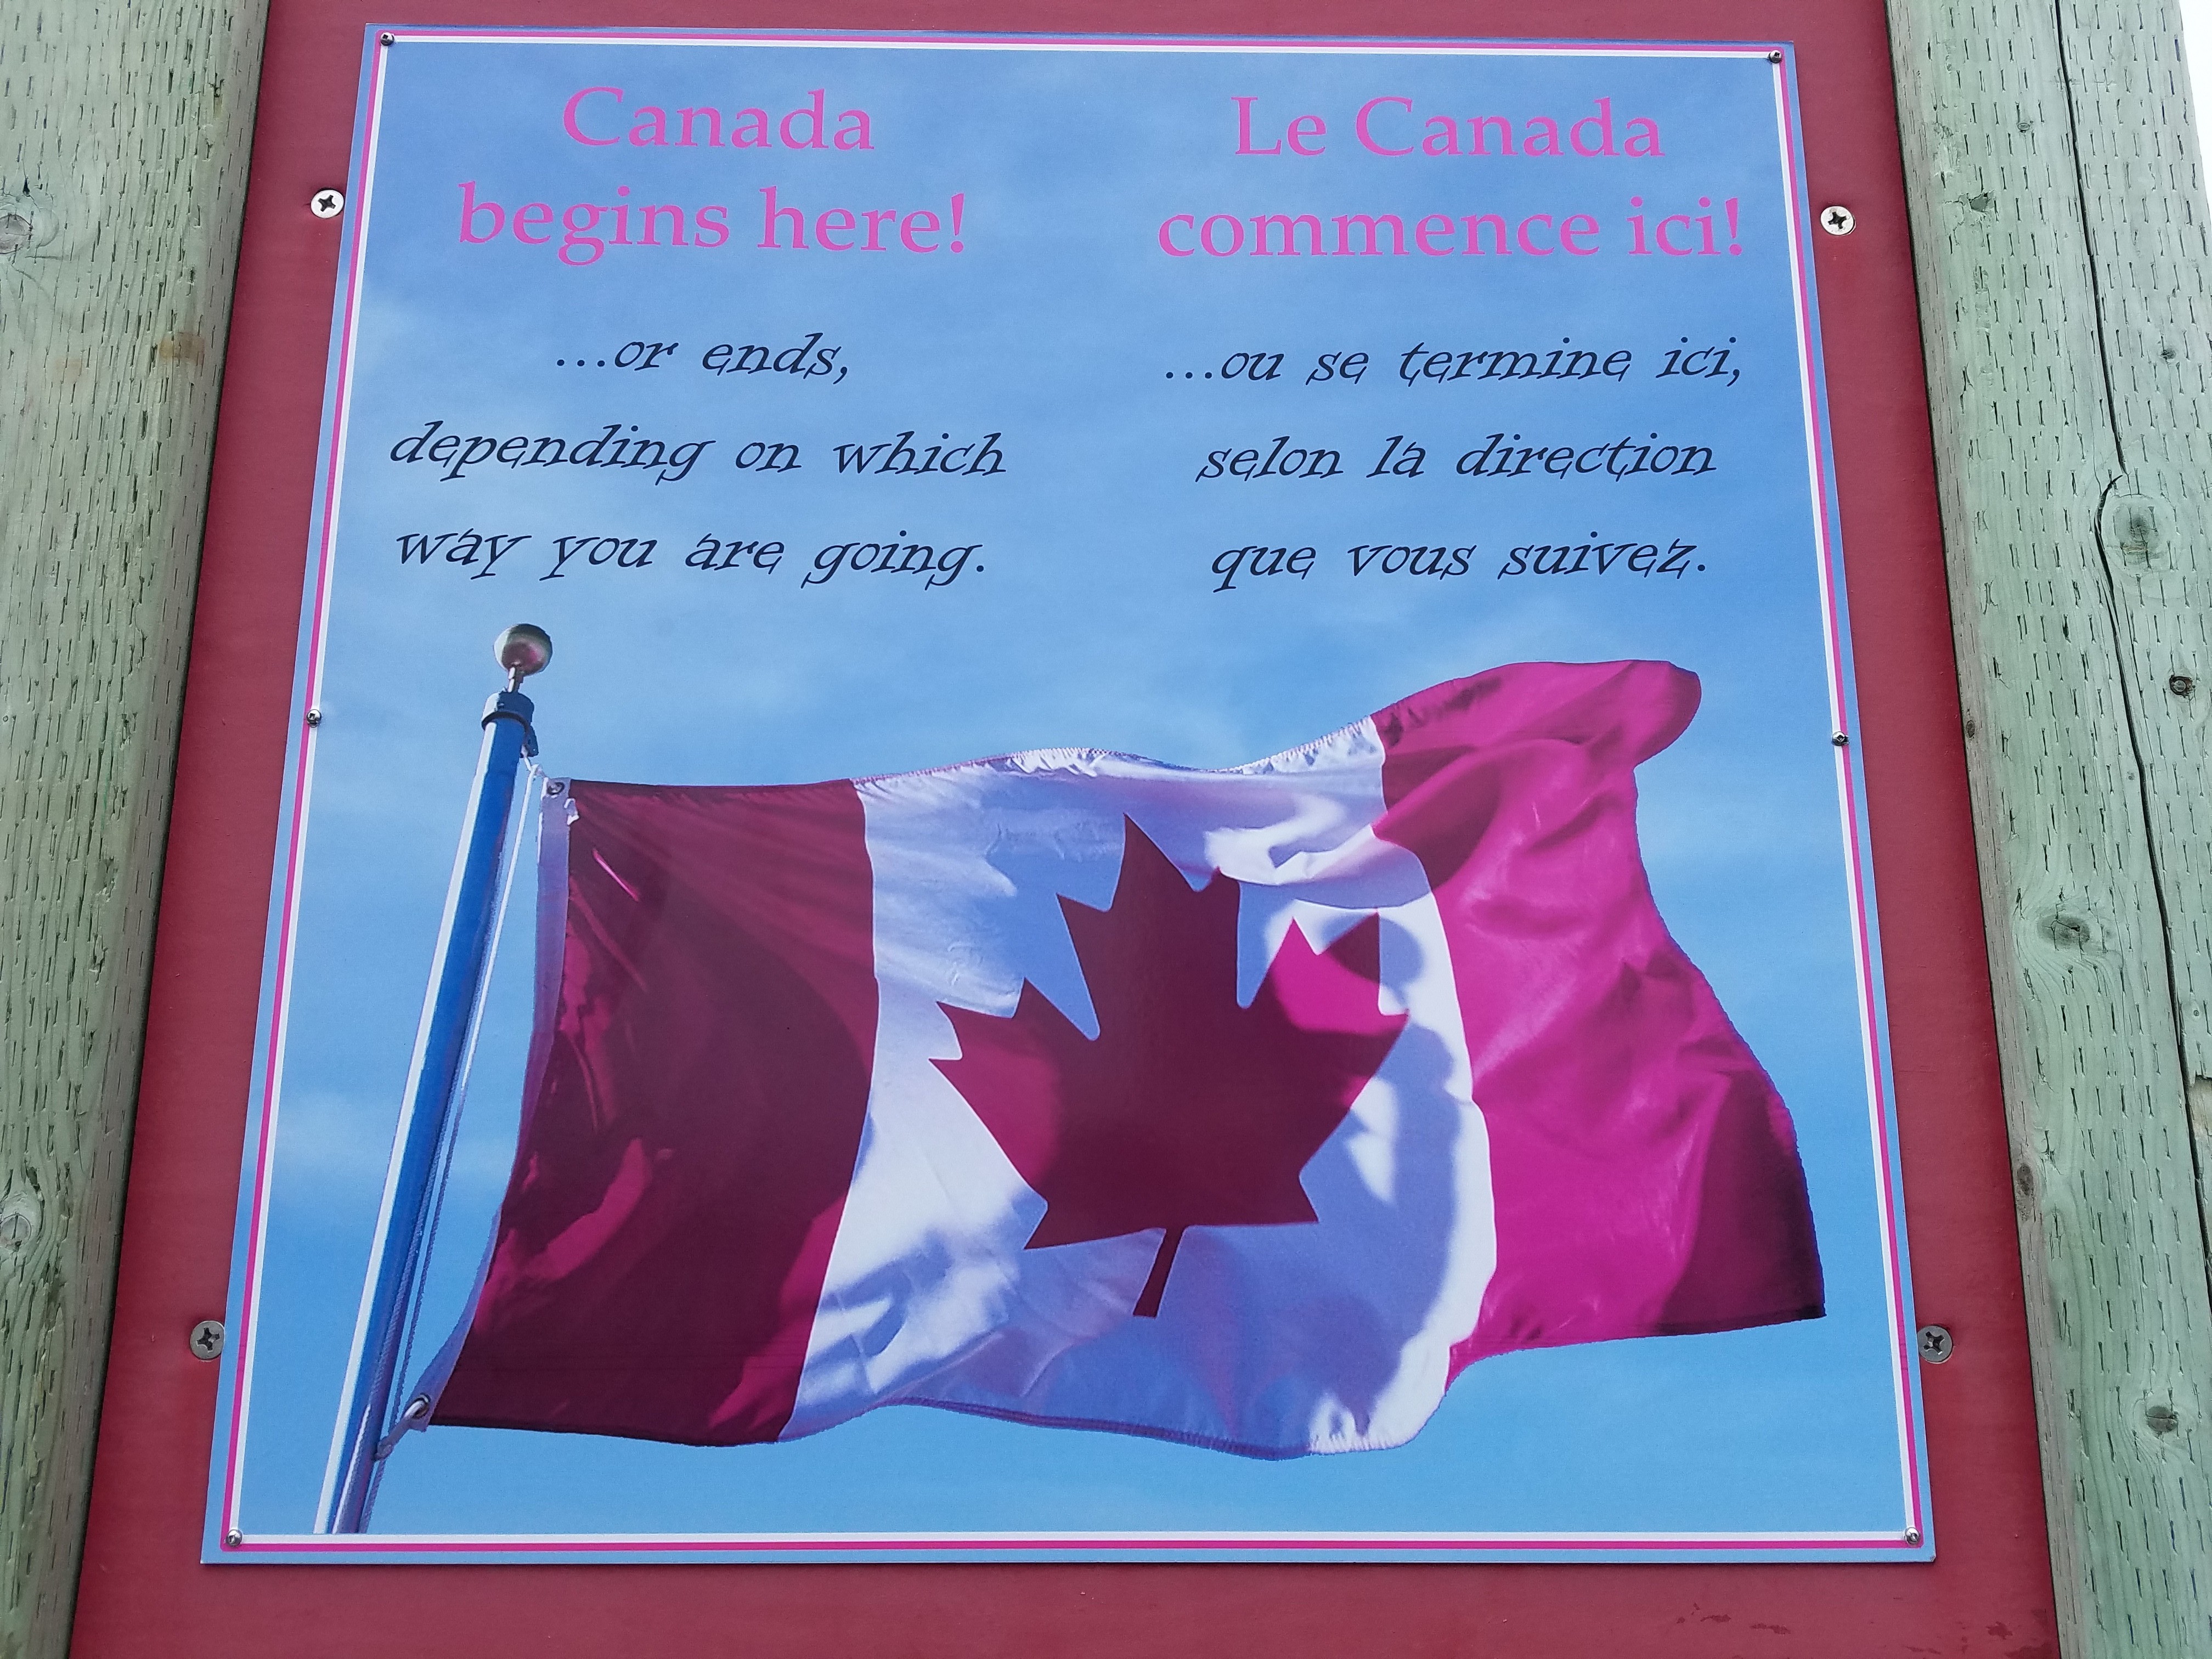 Canada
begins here!
...or ends,
depending on which
way you are going.
Le Canada
commence ici!
...ou se termine ici,
selon la direction
que vous suivez.